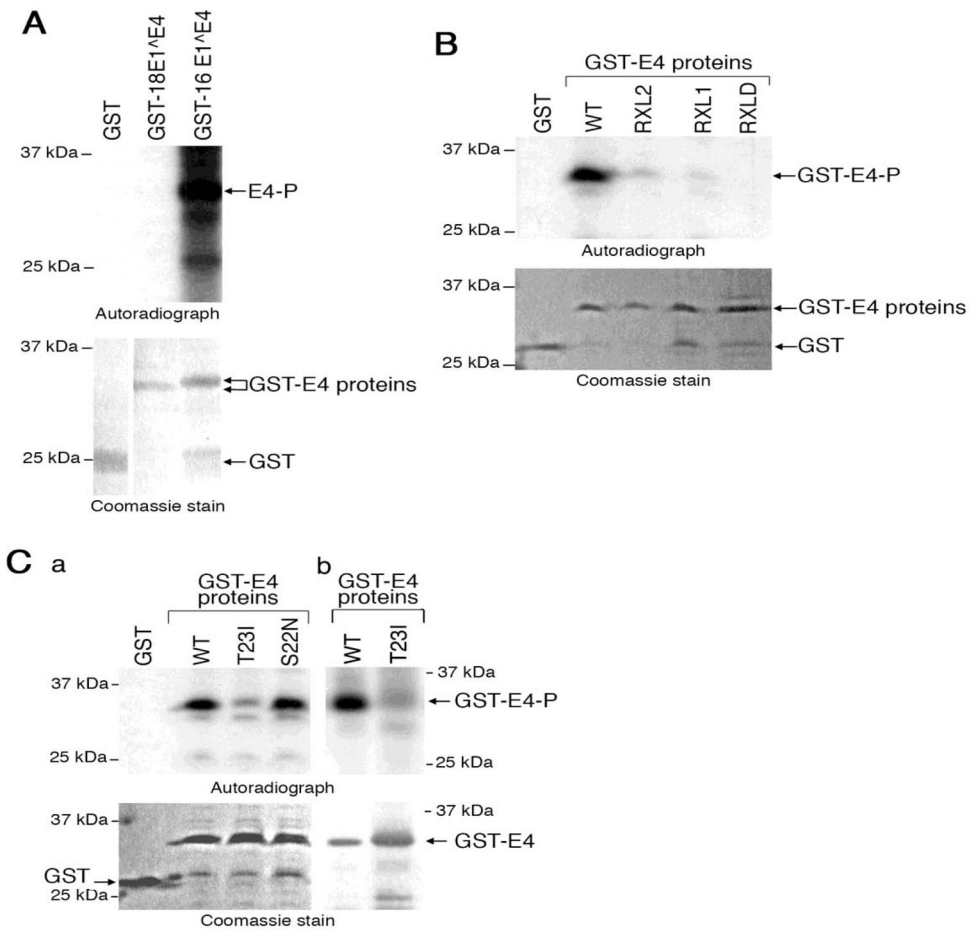 A
GST
GST-18E1^E4
GST-16 E1^E4
37 kDa
E4-P
25 kDa
Autoradiograph
37 kDa
GST-E4 proteins
25 kDa
GST
Coomassie stain
B
GST-E4 proteins
GST
WT
RXL2
RXL1
RXLD
37 kDa
GST-E4-P
25 kDa
Autoradiograph
37 kDa
GST-E4 proteins
GST
25 kDa
Coomassie stain
C
a
GST-E4
proteins
GST
WT
T23I
S22N
b
GST-E4
proteins
WT
T23I
37 kDa
37 kDa
GST-E4-P
25 kDa
25 kDa
Autoradiograph
37 kDa
37 kDa
GST-E4
GST
25 kDa
Coomassie stain